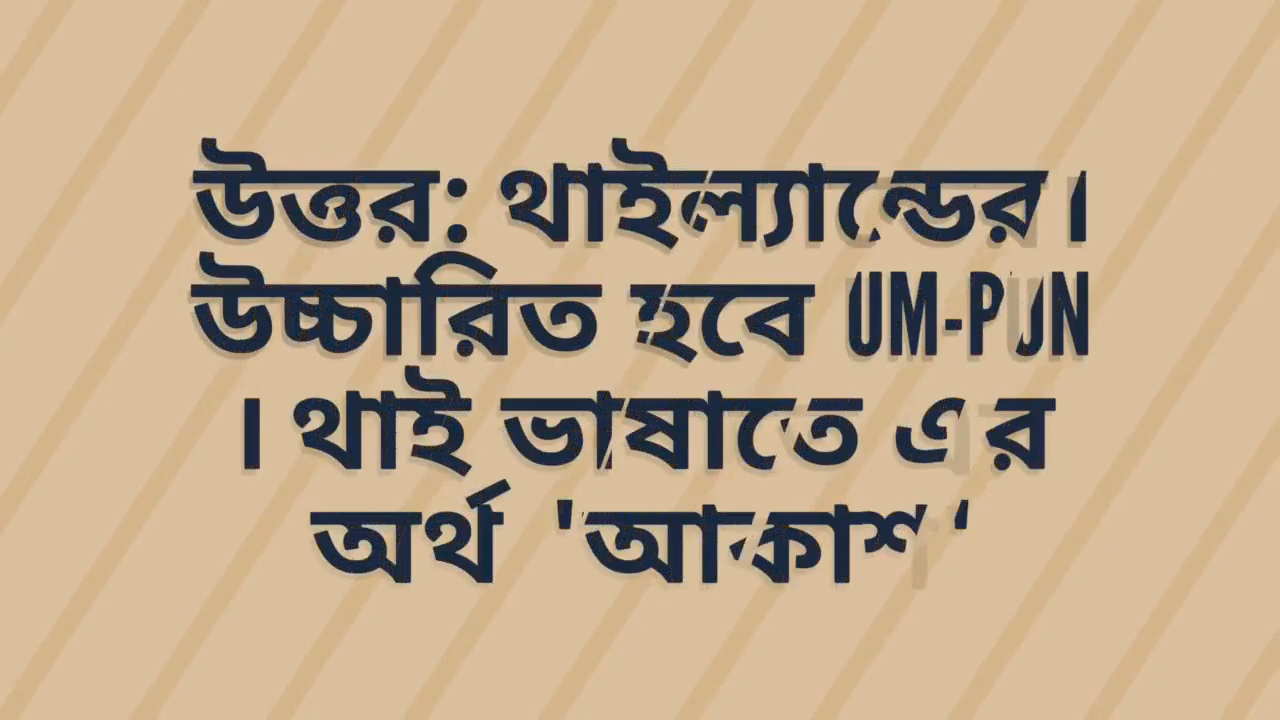 উত্তর: থাইল্যান্ডের।
উচ্চারিত হবে UM-PUN
। থাই ভাষাতে এর
অর্থ 'আকাশ'